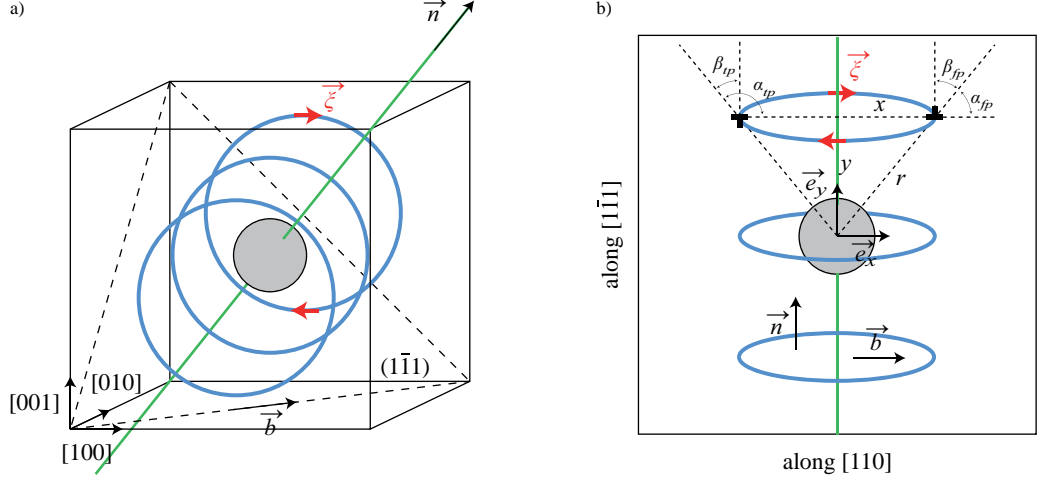 a)
n
ξ
(11̄1)
[010]
[001]
b
[100]
b)
β_tp
α_tp
ξ
β_fp
α_fp
x
y
r
e_y
e_x
n
b
along [11̄1]
along [110]